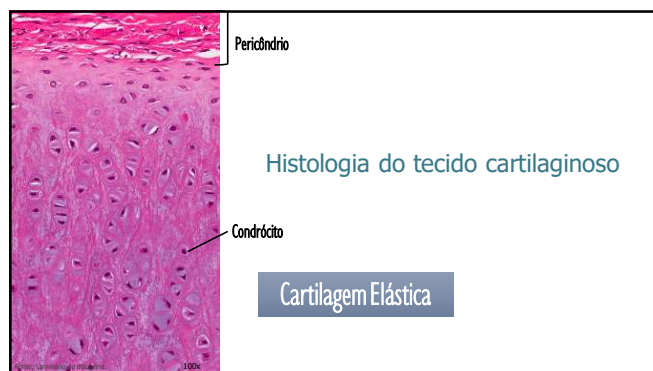 Pericôndrio
Histologia do tecido cartilaginoso
Condrócito
Cartilagem Elástica
100x